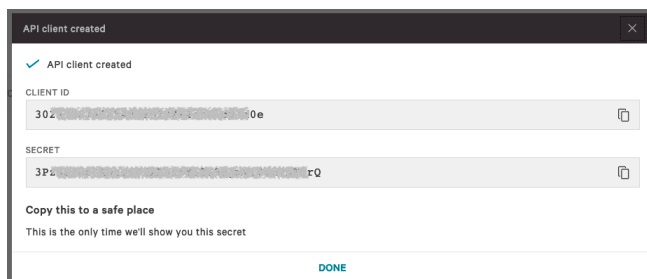 API client created
API client created
CLIENT ID
302 0e
SECRET
3Pz rQ
Copy this to a safe place
This is the only time we'll show you this secret
DONE